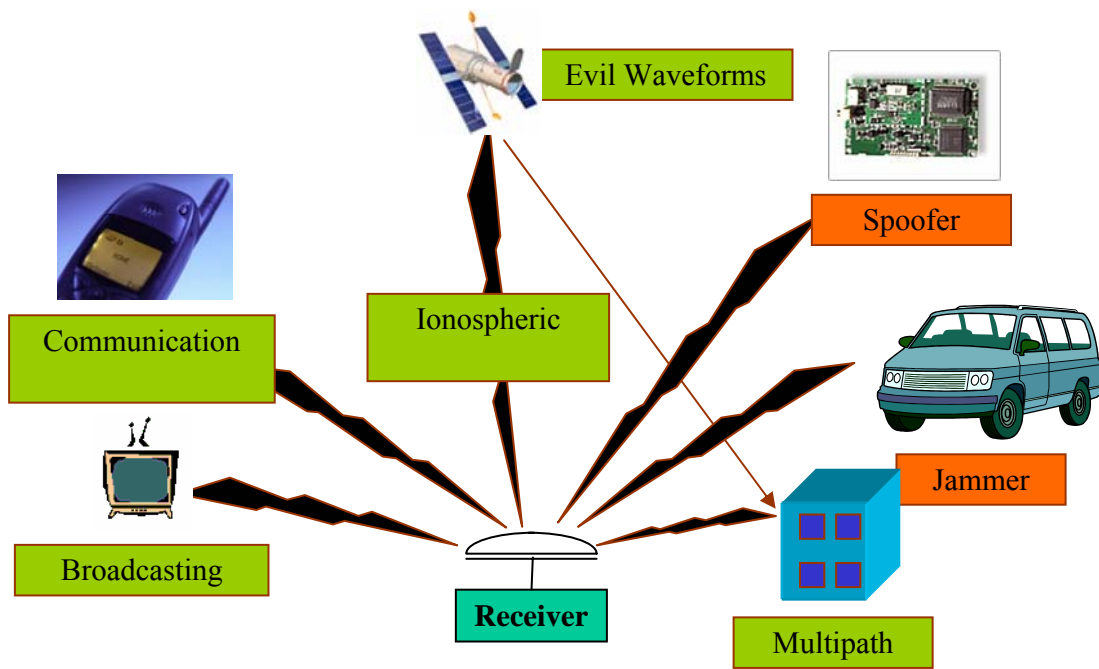 Evil Waveforms
Spoofer
Communication
Ionospheric
Jammer
Broadcasting
Receiver
Multipath